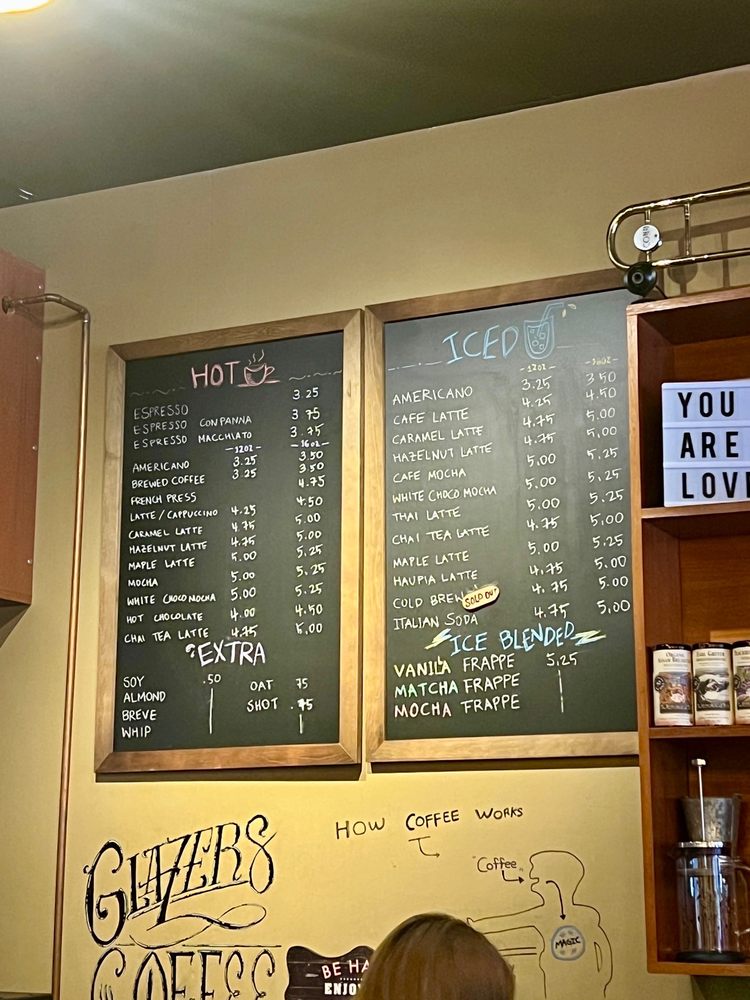 HOT
ESPRESSO 3.25
ESPRESSO CON PANNA 3.75
ESPRESSO MACCHIATO 3.75
-12oz- -16oz-
AMERICANO 3.25 3.50
BREWED COFFEE 3.25 3.50
FRENCH PRESS 4.75
LATTE/CAPPUCCINO 4.25 4.50
CARAMEL LATTE 4.75 5.00
HAZELNUT LATTE 4.75 5.00
MAPLE LATTE 5.00 5.25
MOCHA 5.00 5.25
WHITE CHOCO MOCHA 5.00 5.25
HOT CHOCOLATE 4.00 4.50
CHAI TEA LATTE 4.75 5.00
EXTRA
SOY .50 OAT 75
ALMOND SHOT .75
BREVE
WHIP
ICED
-12oz- -16oz-
AMERICANO 3.25 3.50
CAFE LATTE 4.25 4.50
CARAMEL LATTE 4.75 5.00
HAZELNUT LATTE 4.75 5.00
CAFE MOCHA 5.00 5.25
WHITE CHOCO MOCHA 5.00 5.25
THAI LATTE 5.00 5.25
CHAI TEA LATTE 4.75 5.00
MAPLE LATTE 5.00 5.25
HAUPIA LATTE 4.75 5.00
COLD BREW SOLD OUT 4.75 5.00
ITALIAN SODA 4.75 5.00
ICE BLENDED
VANILA FRAPPE 5.25
MATCHA FRAPPE
MOCHA FRAPPE
YOU
ARE
LOVE
GLAZERS
COFFEE
HOW COFFEE WORKS
"Coffee"
MAGIC
BE HA
ENJOY